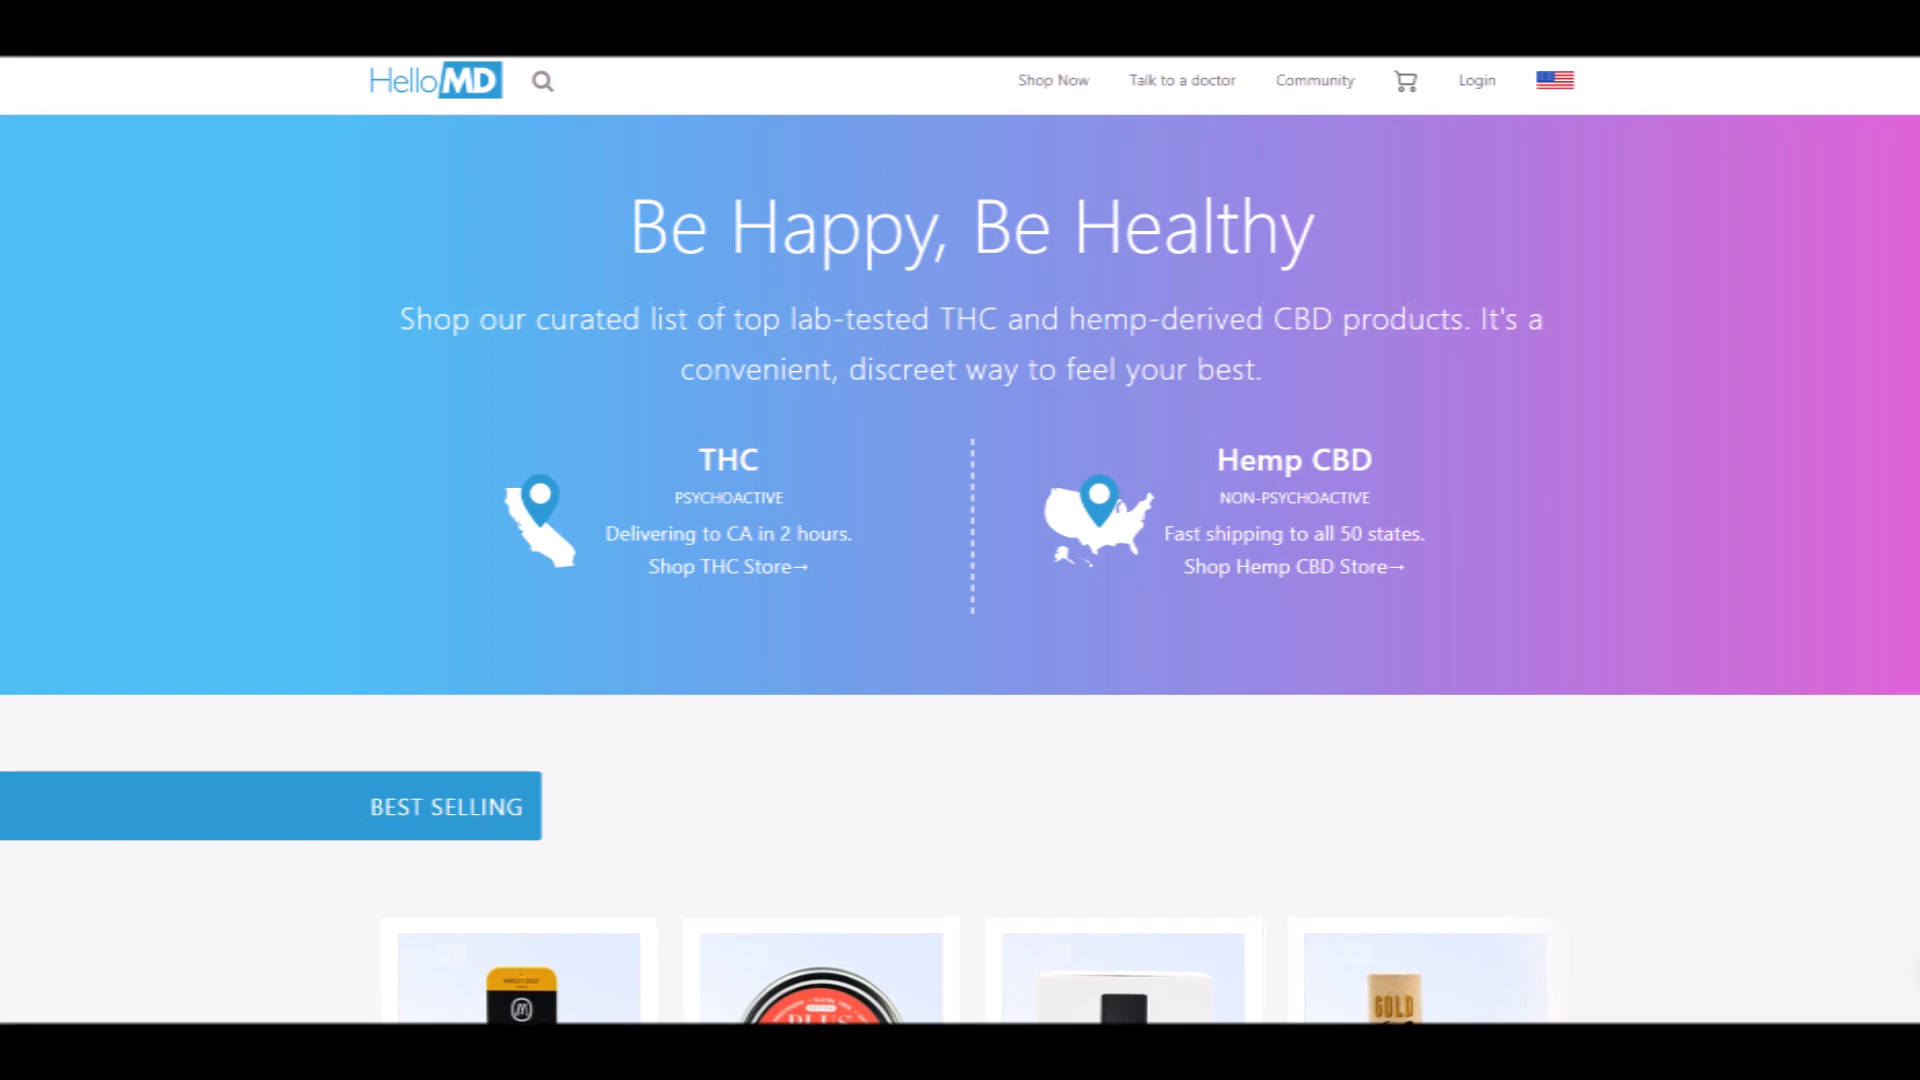 HelloMD
Shop Now
Talk to a doctor
Community
Login
Be Happy, Be Healthy
Shop our curated list of top lab-tested THC and hemp-derived CBD products. It's a
convenient, discreet way to feel your best.
THC
PSYCHOACTIVE
Delivering to CA in 2 hours.
Shop THC Store→
Hemp CBD
NON-PSYCHOACTIVE
Fast shipping to all 50 states.
Shop Hemp CBD Store→
BEST SELLING
PLUS
GOLD